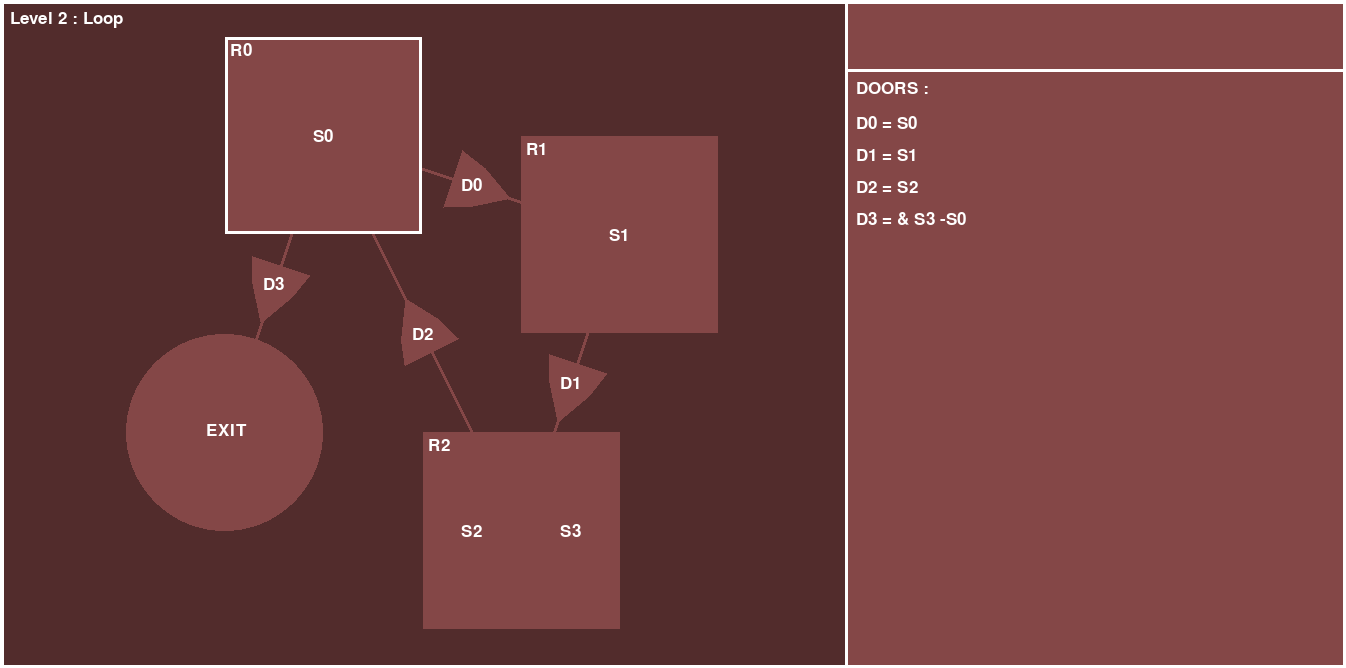 Level 2 : Loop
R0
S0
D0
R1
S1
D3
D2
D1
EXIT
R2
S2
S3
DOORS :
D0 = S0
D1 = S1
D2 = S2
D3 = & S3 -S0